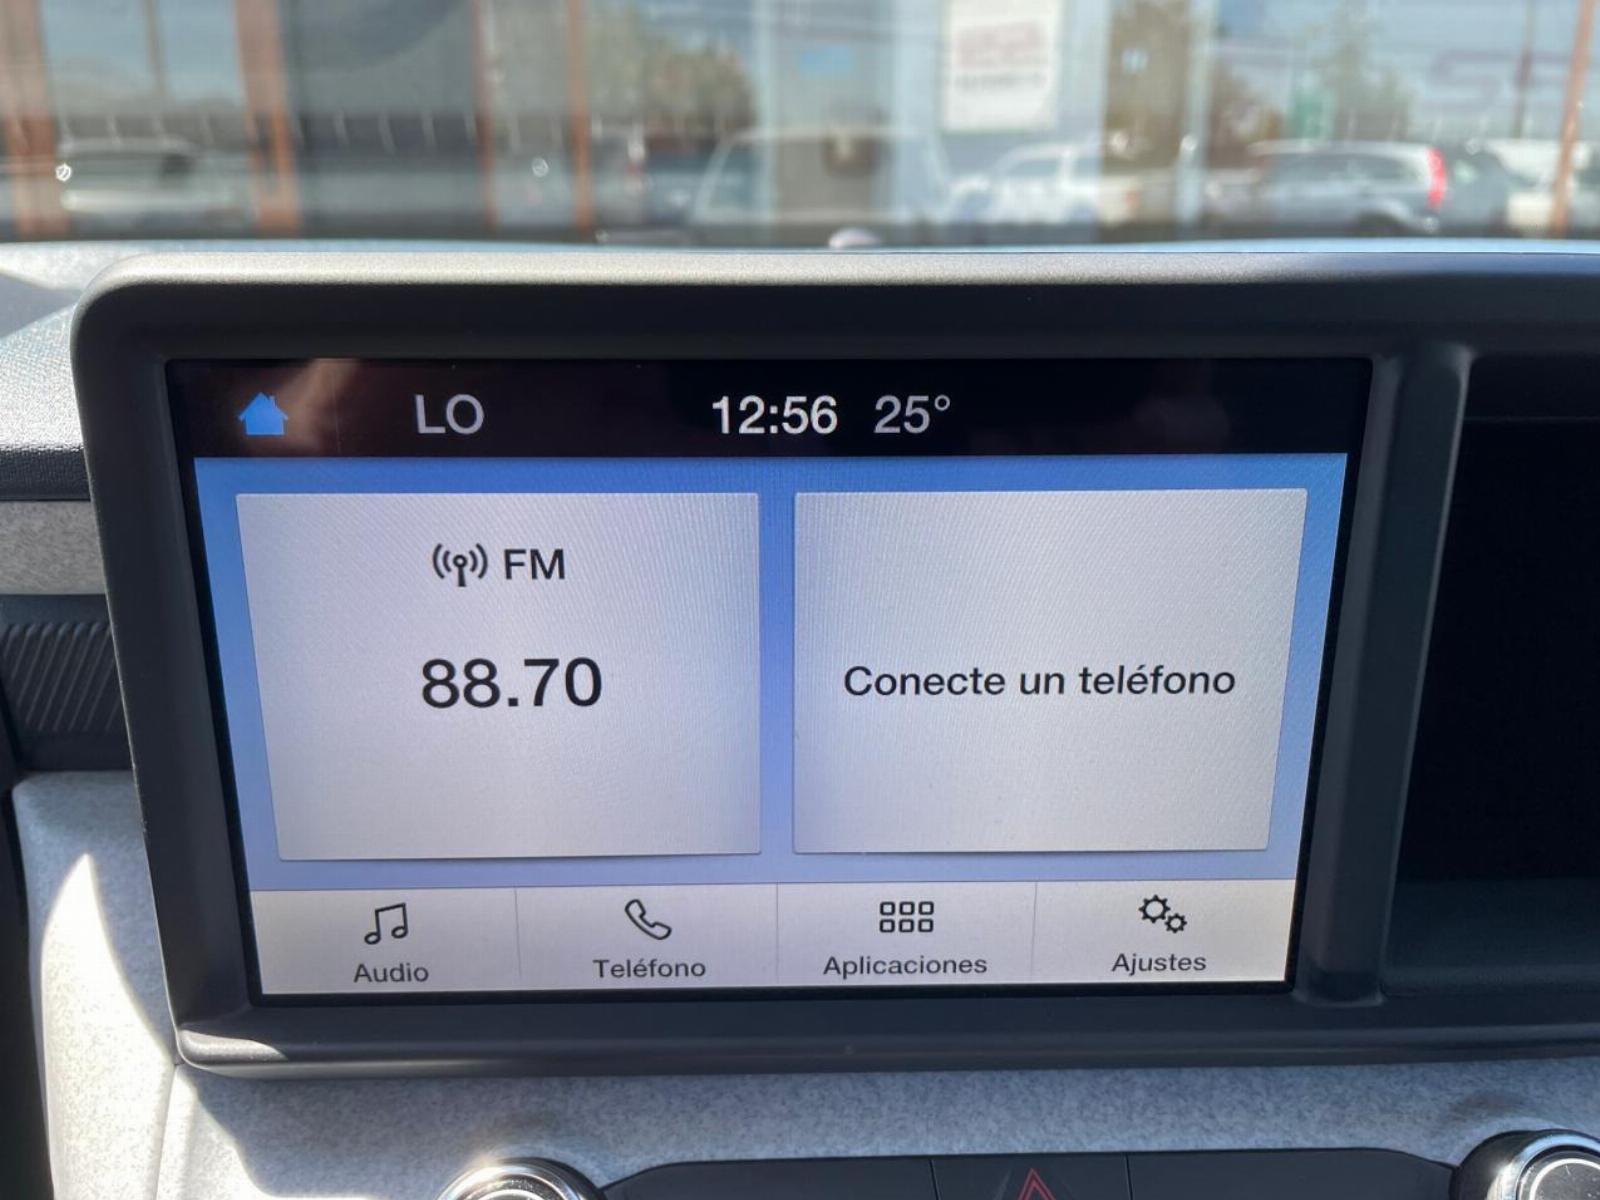 LO 12:56 25°
FM
88.70
Conecte un teléfono
Audio Teléfono Aplicaciones Ajustes